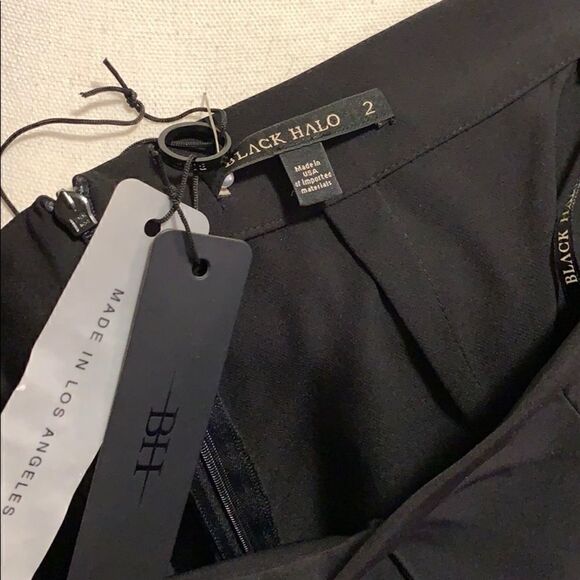 BLACK HALO 2
Made in
USA
of imported
materials
BLACK HALO
MADE IN LOS ANGELES
BH